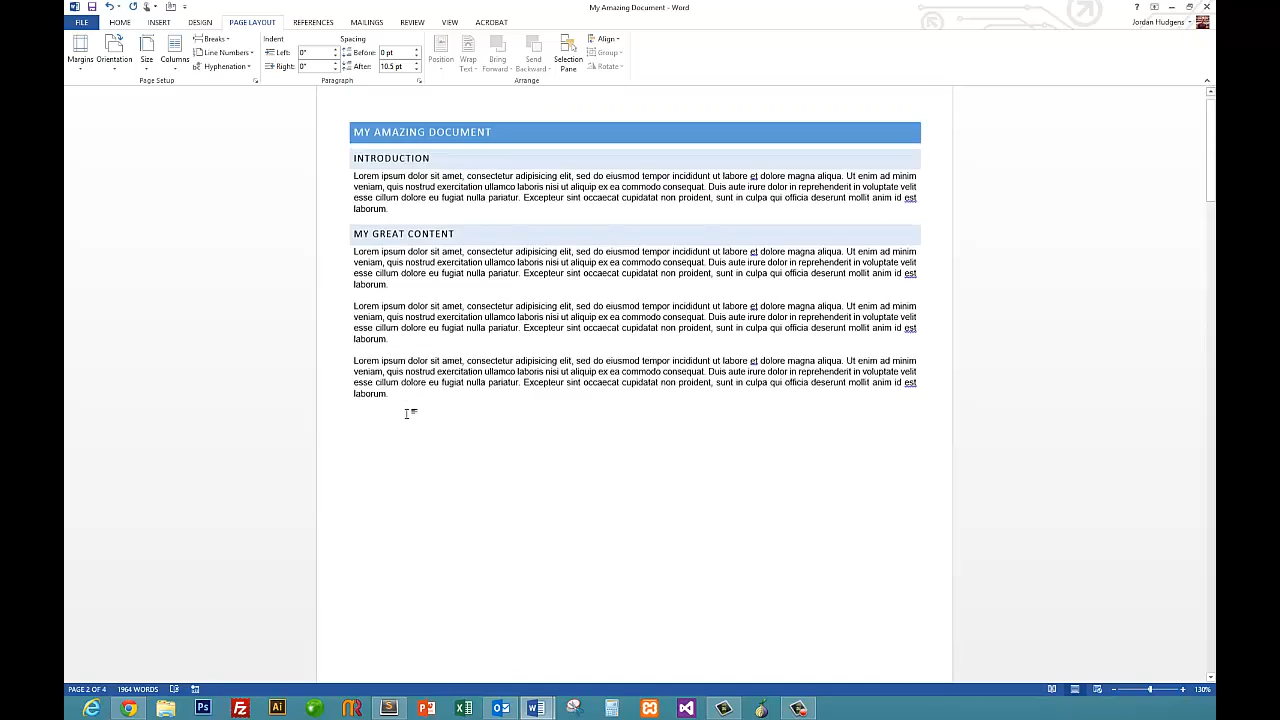 My Amazing Document - Word
FILE HOME INSERT DESIGN PAGE LAYOUT REFERENCES MAILINGS REVIEW VIEW ACROBAT
Jordan Hudgens
Margins Orientation Size Columns
Breaks
Line Numbers
Hyphenation
Page Setup
Indent
Left: 0"
Right: 0"
Spacing
Before: 0 pt
After: 10.5 pt
Paragraph
Position
Wrap Text
Bring Forward
Send Backward
Selection Pane
Align
Group
Rotate
Arrange
MY AMAZING DOCUMENT
INTRODUCTION
Lorem ipsum dolor sit amet, consectetur adipisicing elit, sed do eiusmod tempor incididunt ut labore et dolore magna aliqua. Ut enim ad minim
veniam, quis nostrud exercitation ullamco laboris nisi ut aliquip ex ea commodo consequat. Duis aute irure dolor in reprehenderit in voluptate velit
esse cillum dolore eu fugiat nulla pariatur. Excepteur sint occaecat cupidatat non proident, sunt in culpa qui officia deserunt mollit anim id est
laborum.
MY GREAT CONTENT
Lorem ipsum dolor sit amet, consectetur adipisicing elit, sed do eiusmod tempor incididunt ut labore et dolore magna aliqua. Ut enim ad minim
veniam, quis nostrud exercitation ullamco laboris nisi ut aliquip ex ea commodo consequat. Duis aute irure dolor in reprehenderit in voluptate velit
esse cillum dolore eu fugiat nulla pariatur. Excepteur sint occaecat cupidatat non proident, sunt in culpa qui officia deserunt mollit anim id est
laborum.
Lorem ipsum dolor sit amet, consectetur adipisicing elit, sed do eiusmod tempor incididunt ut labore et dolore magna aliqua. Ut enim ad minim
veniam, quis nostrud exercitation ullamco laboris nisi ut aliquip ex ea commodo consequat. Duis aute irure dolor in reprehenderit in voluptate velit
esse cillum dolore eu fugiat nulla pariatur. Excepteur sint occaecat cupidatat non proident, sunt in culpa qui officia deserunt mollit anim id est
laborum.
Lorem ipsum dolor sit amet, consectetur adipisicing elit, sed do eiusmod tempor incididunt ut labore et dolore magna aliqua. Ut enim ad minim
veniam, quis nostrud exercitation ullamco laboris nisi ut aliquip ex ea commodo consequat. Duis aute irure dolor in reprehenderit in voluptate velit
esse cillum dolore eu fugiat nulla pariatur. Excepteur sint occaecat cupidatat non proident, sunt in culpa qui officia deserunt mollit anim id est
laborum.
PAGE 2 OF 4 1964 WORDS
130%